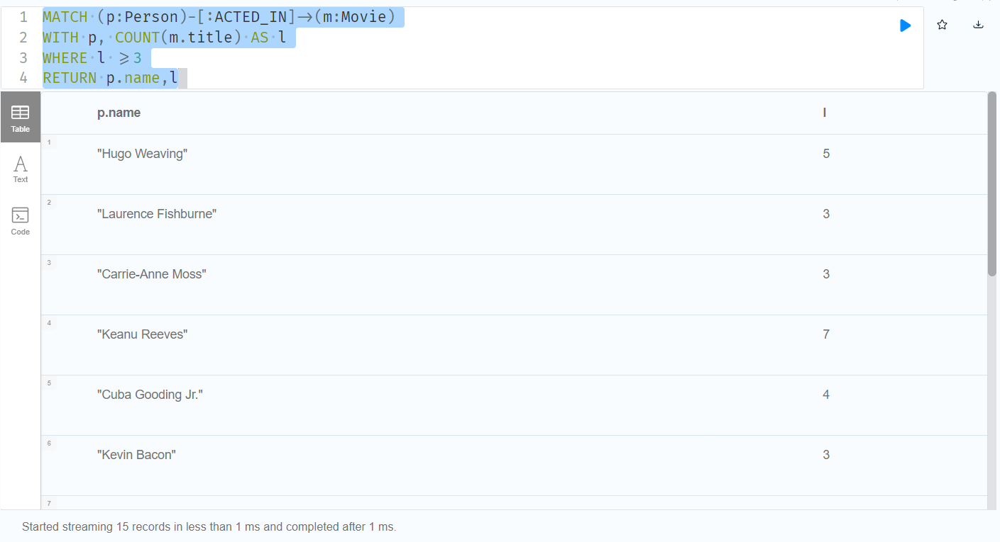 1 MATCH (p:Person)-[:ACTED_IN]→(m:Movie)
2 WITH p, COUNT(m.title) AS l
3 WHERE l ⩾3
4 RETURN p.name,l
Table
Text
Code
p.name l
1
"Hugo Weaving" 5
2
"Laurence Fishburne" 3
3
"Carrie-Anne Moss" 3
4
"Keanu Reeves" 7
5
"Cuba Gooding Jr." 4
6
"Kevin Bacon" 3
7
Started streaming 15 records in less than 1 ms and completed after 1 ms.